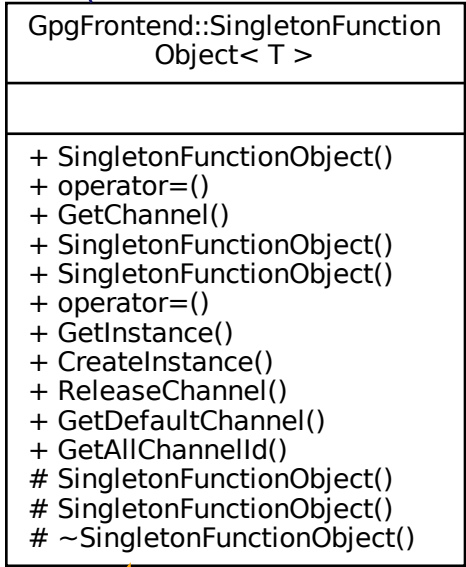 GpgFrontend::SingletonFunction
Object< T >
+ SingletonFunctionObject()
+ operator=()
+ GetChannel()
+ SingletonFunctionObject()
+ SingletonFunctionObject()
+ operator=()
+ GetInstance()
+ CreateInstance()
+ ReleaseChannel()
+ GetDefaultChannel()
+ GetAllChannelId()
# SingletonFunctionObject()
# SingletonFunctionObject()
# ~SingletonFunctionObject()